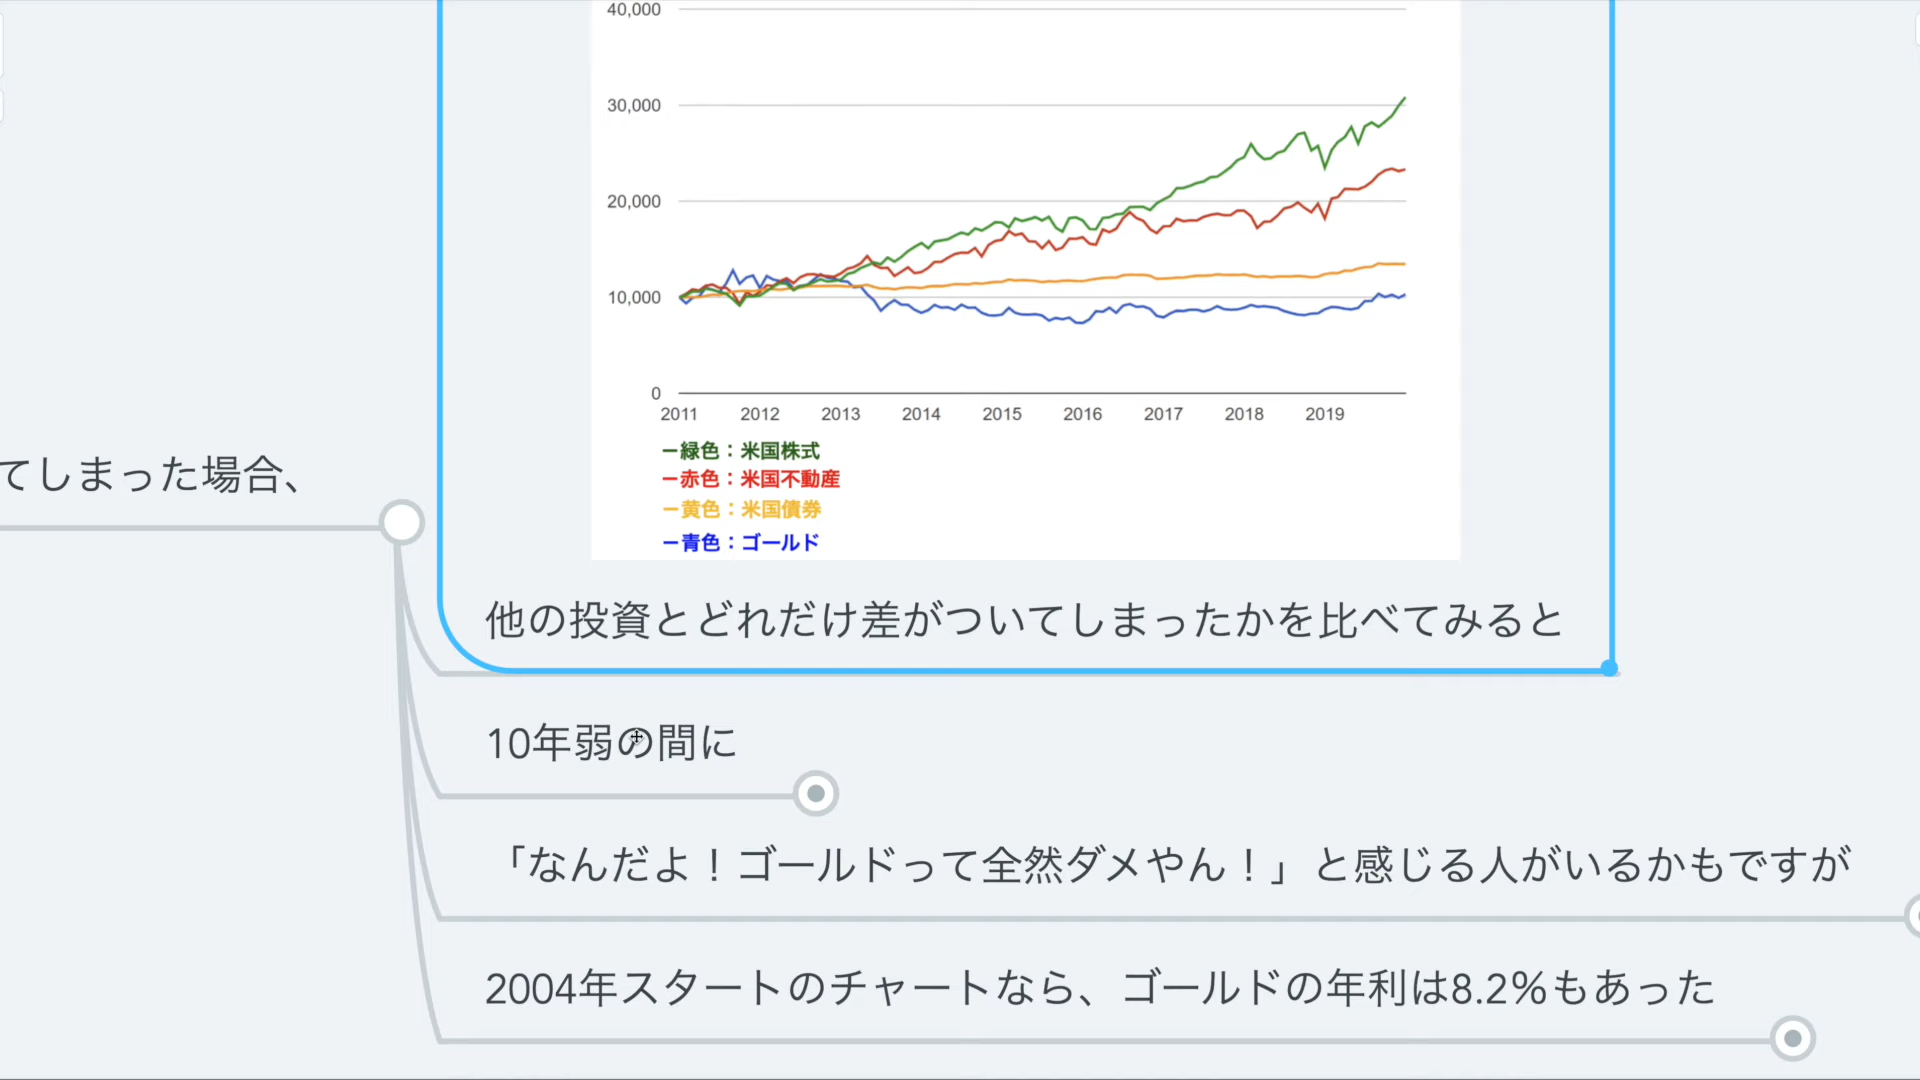 40,000
30,000
20,000
10,000
0
2011 2012 2013 2014 2015 2016 2017 2018 2019
ー緑色：米国株式
ー赤色：米国不動産
ー黄色：米国債券
ー青色：ゴールド
てしまった場合、
他の投資とどれだけ差がついてしまったかを比べてみると
10年弱の間に
「なんだよ！ゴールドって全然ダメやん！」と感じる人がいるかもですが
2004年スタートのチャートなら、ゴールドの年利は8.2%もあった